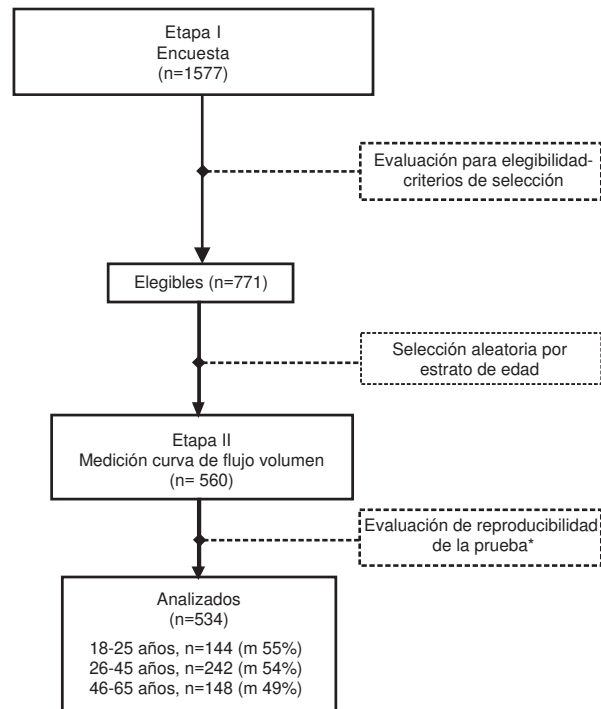 Etapa I
Encuesta
(n=1577)
Evaluación para elegibilidad-
criterios de selección
Elegibles (n=771)
Selección aleatoria por
estrato de edad
Etapa II
Medición curva de flujo volumen
(n= 560)
Evaluación de reproducibilidad
de la prueba*
Analizados
(n=534)
18-25 años, n=144 (m 55%)
26-45 años, n=242 (m 54%)
46-65 años, n=148 (m 49%)